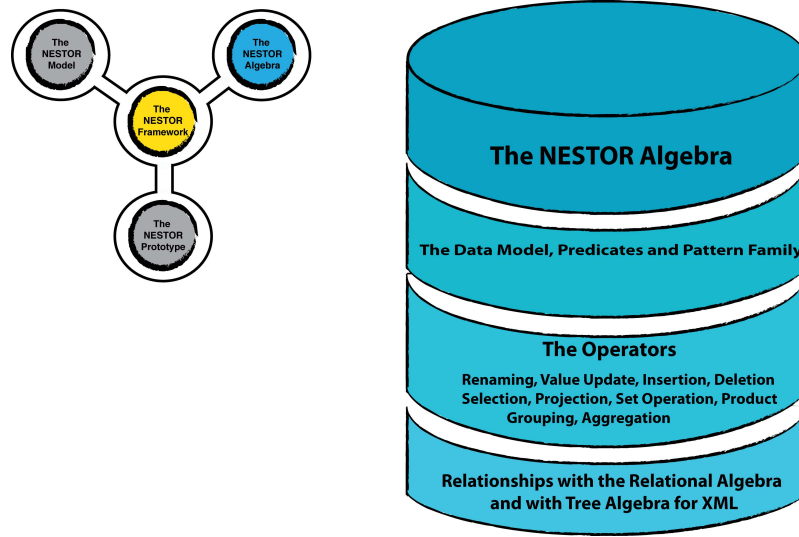 The
NESTOR
Model
The
NESTOR
Algebra
The
NESTOR
Framework
The
NESTOR
Prototype
The NESTOR Algebra
The Data Model, Predicates and Pattern Family
The Operators
Renaming, Value Update, Insertion, Deletion
Selection, Projection, Set Operation, Product
Grouping, Aggregation
Relationships with the Relational Algebra
and with Tree Algebra for XML